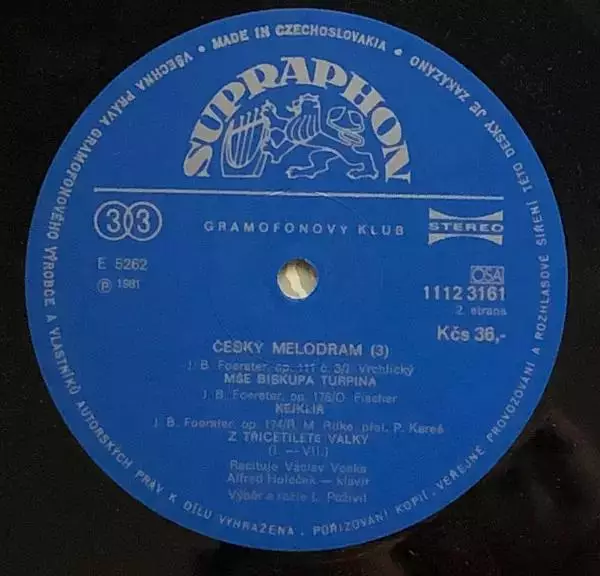 VŠECHNA PRÁVA GRAMOFONOVÉHO VÝROBCE A VLASTNÍKŮ AUTORSKÝCH PRÁV K DÍLU VYHRAŽENA. POŘIZOVÁNÍ KOPIÍ, VEŘEJNÉ PROVOZOVÁNÍ A ROZHLASOVÉ ŠÍŘENÍ TÉTO DESKY JE ZAKÁZÁNO
• MADE IN CZECHOSLOVAKIA •
SUPRAPHON
33
GRAMOFONOVÝ KLUB
STEREO
E 5262
℗ 1981
OSA
1112 3161
2. strana
Kčs 36,-
ČESKÝ MELODRAM (3)
J. B. Foerster, op. 111 č. 3/J. Vrchlický
MŠE BISKUPA TURPINA
J. B. Foerster, op. 176/O. Fischer
KEJKLÍŘ
J. B. Foerster, op. 174/R. M. Rilke, přel. P. Kareš
Z TŘICETILETÉ VÁLKY
(I. — VII.)
Recituje Václav Voska
Alfréd Holeček — klavír
Výběr a režie L. Poživil